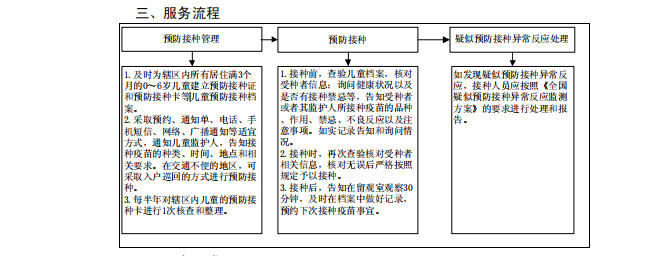 三、服务流程
预防接种管理
预防接种
疑似预防接种异常反应处理
1.及时为辖区内所有居住满3个
月的0~6岁儿童建立预防接种证
和预防接种卡等儿童预防接种档
案。
2.采取预约、通知单、电话、手
机短信、网络、广播通知等适宜
方式，通知儿童监护人，告知接
种疫苗的种类、时间、地点和相
关要求。在交通不便的地区，可
采取入户巡回的方式进行预防接
种。
3.每半年对辖区内儿童的预防接
种卡进行1次核查和整理。
1.接种前，查验儿童档案，核对
受种者信息；询问健康状况以及
是否有接种禁忌等，告知受种者
或者其监护人所接种疫苗的品
种、作用、禁忌、不良反应以及注
意事项。如实记录告知和询问情
况。
2.接种时，再次查验核对受种者
相关信息，核对无误后严格按照
规定予以接种。
3.接种后，告知在留观室观察30
分钟，及时在档案中做好记录，
预约下次接种疫苗事宜。
如发现疑似预防接种异常反
应，接种人员应按照《全国
疑似预防接种异常反应监测
方案》的要求进行处理和报
告。